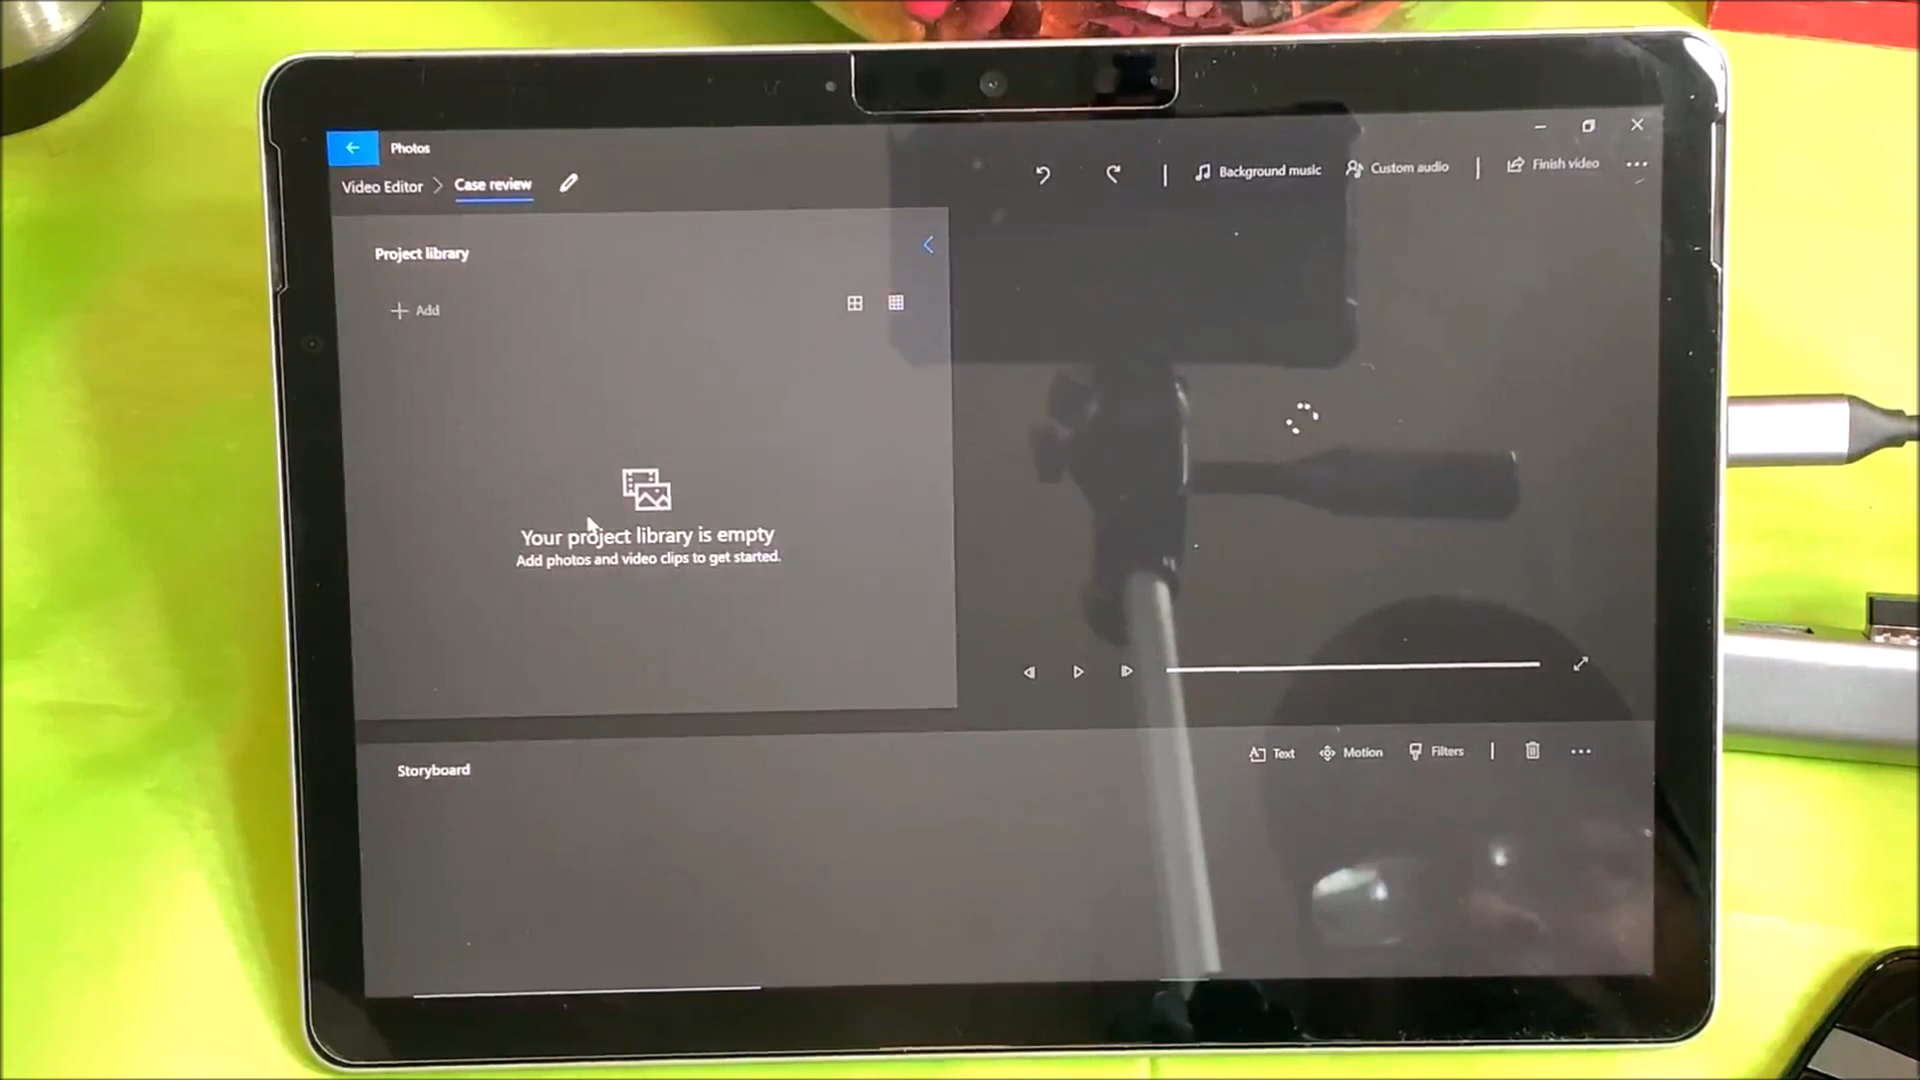 Photos
Video Editor > Case review
Background music
Custom audio
Finish video
Project library
+ Add
Your project library is empty
Add photos and video clips to get started.
Storyboard
Text
Motion
Filters